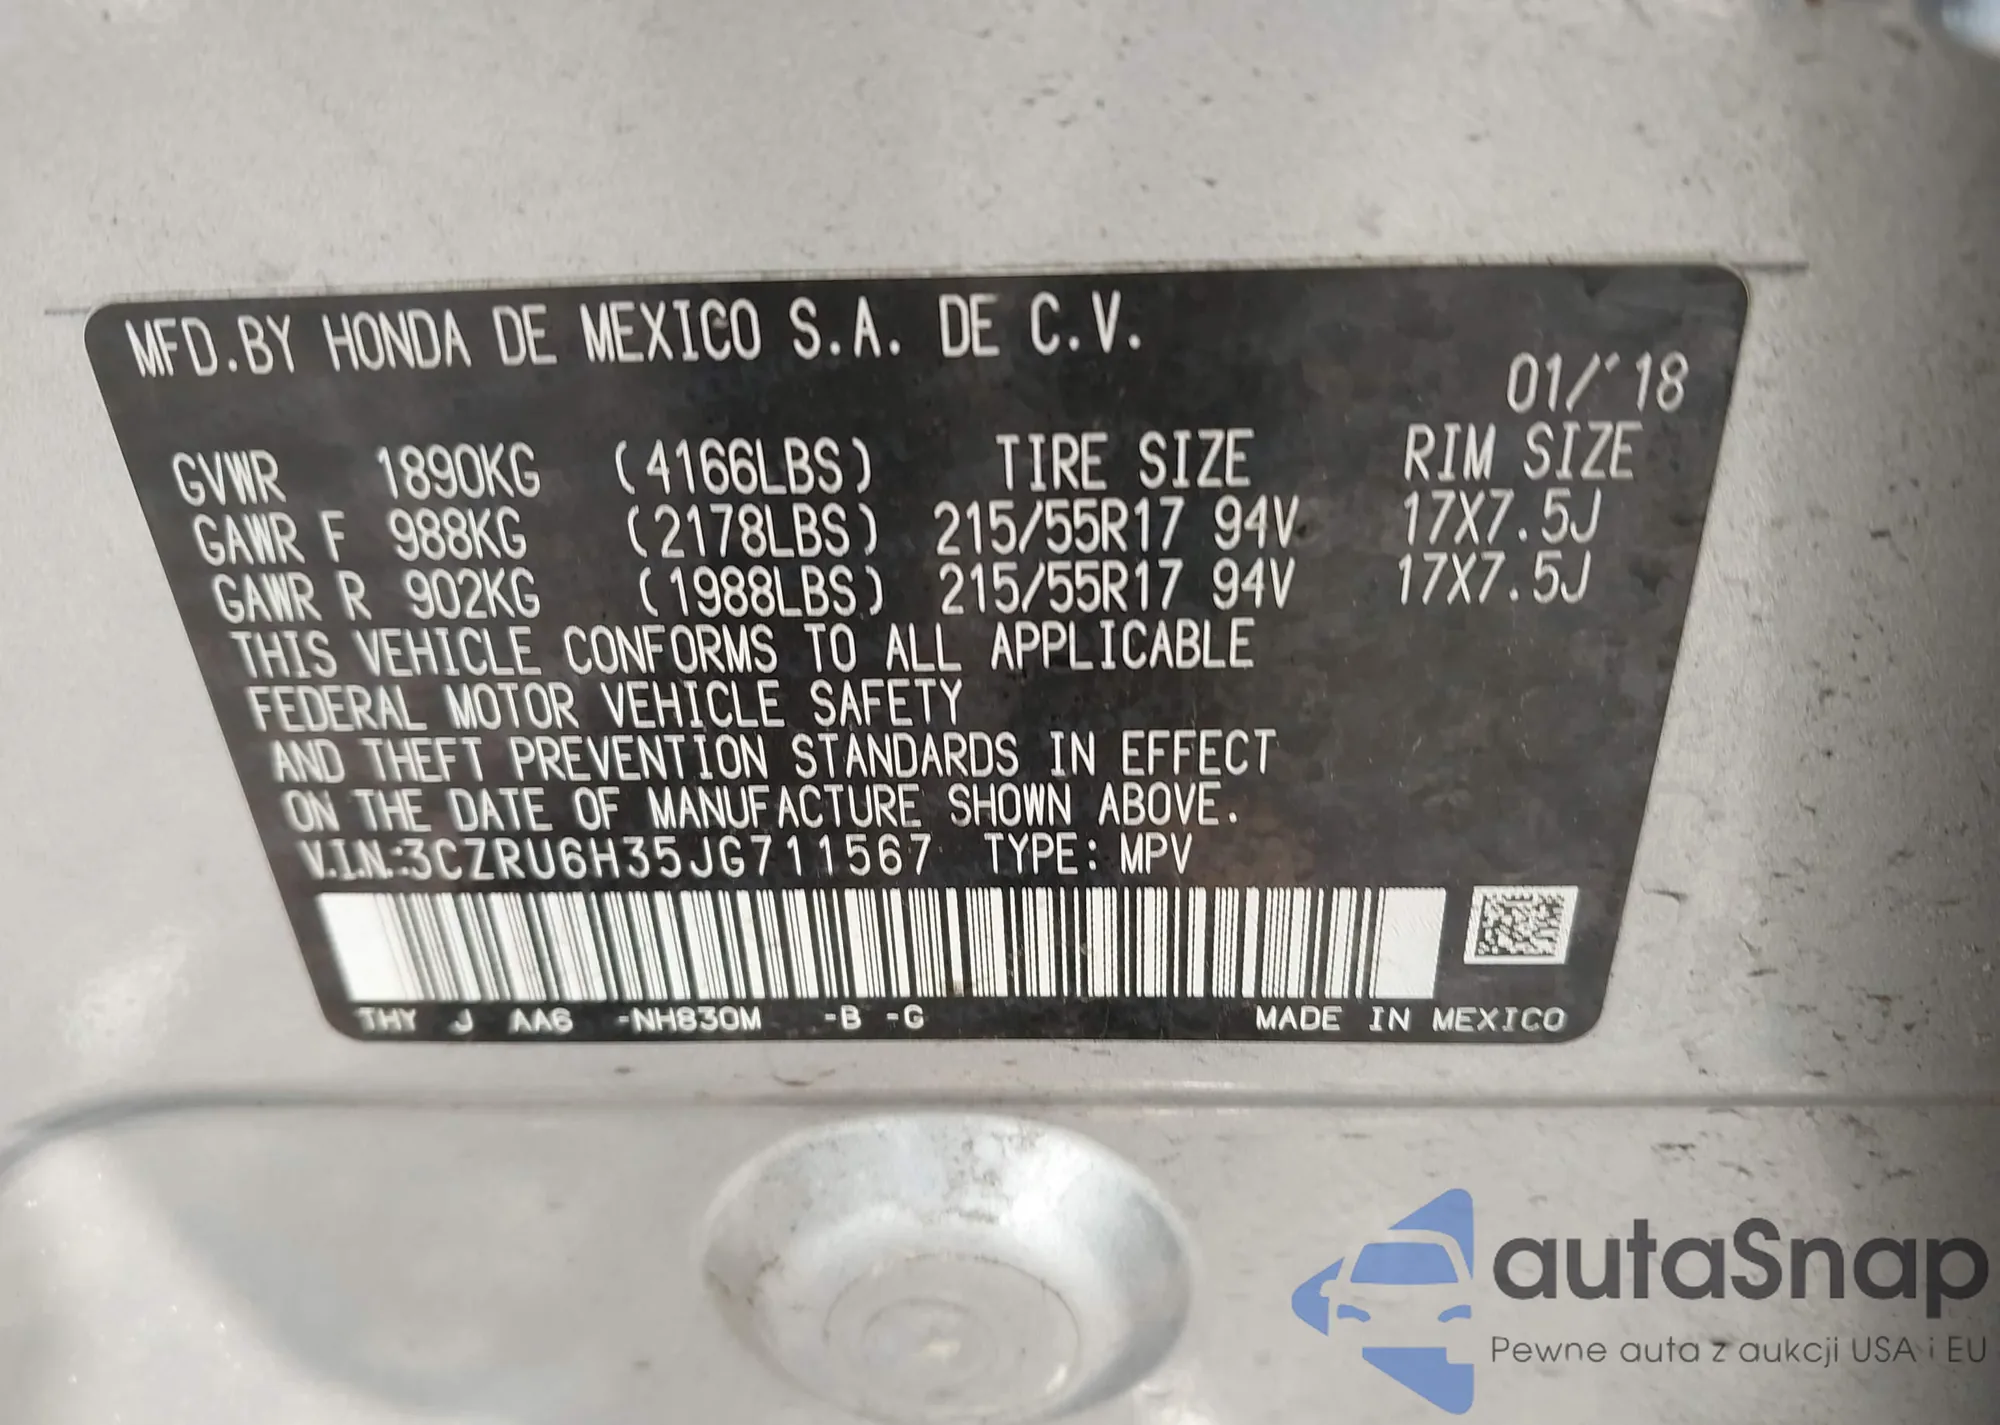 MFD.BY HONDA DE MEXICO S.A. DE C.V.
01/'18
GVWR 1890KG (4166LBS) TIRE SIZE RIM SIZE
GAWR F 988KG (2178LBS) 215/55R17 94V 17X7.5J
GAWR R 902KG (1988LBS) 215/55R17 94V 17X7.5J
THIS VEHICLE CONFORMS TO ALL APPLICABLE
FEDERAL MOTOR VEHICLE SAFETY
AND THEFT PREVENTION STANDARDS IN EFFECT
ON THE DATE OF MANUFACTURE SHOWN ABOVE.
V.I.N.:3CZRU6H35JG711567 TYPE: MPV
THY J AA6 -NH830M -B -G MADE IN MEXICO
autaSnap
Pewne auta z aukcji USA i EU